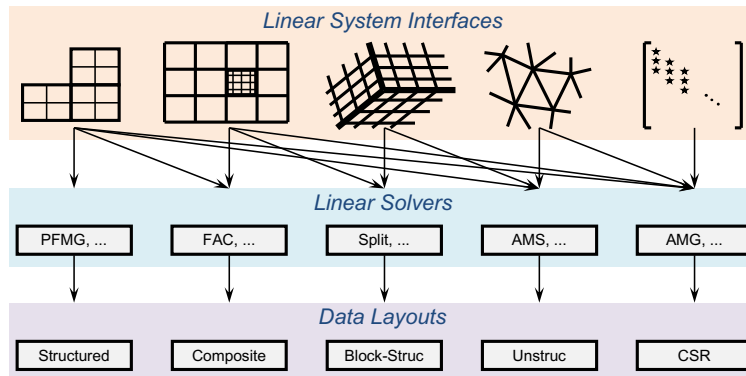 Linear System Interfaces
Linear Solvers
PFMG, ...
FAC, ...
Split, ...
AMS, ...
AMG, ...
Data Layouts
Structured
Composite
Block-Struc
Unstruc
CSR